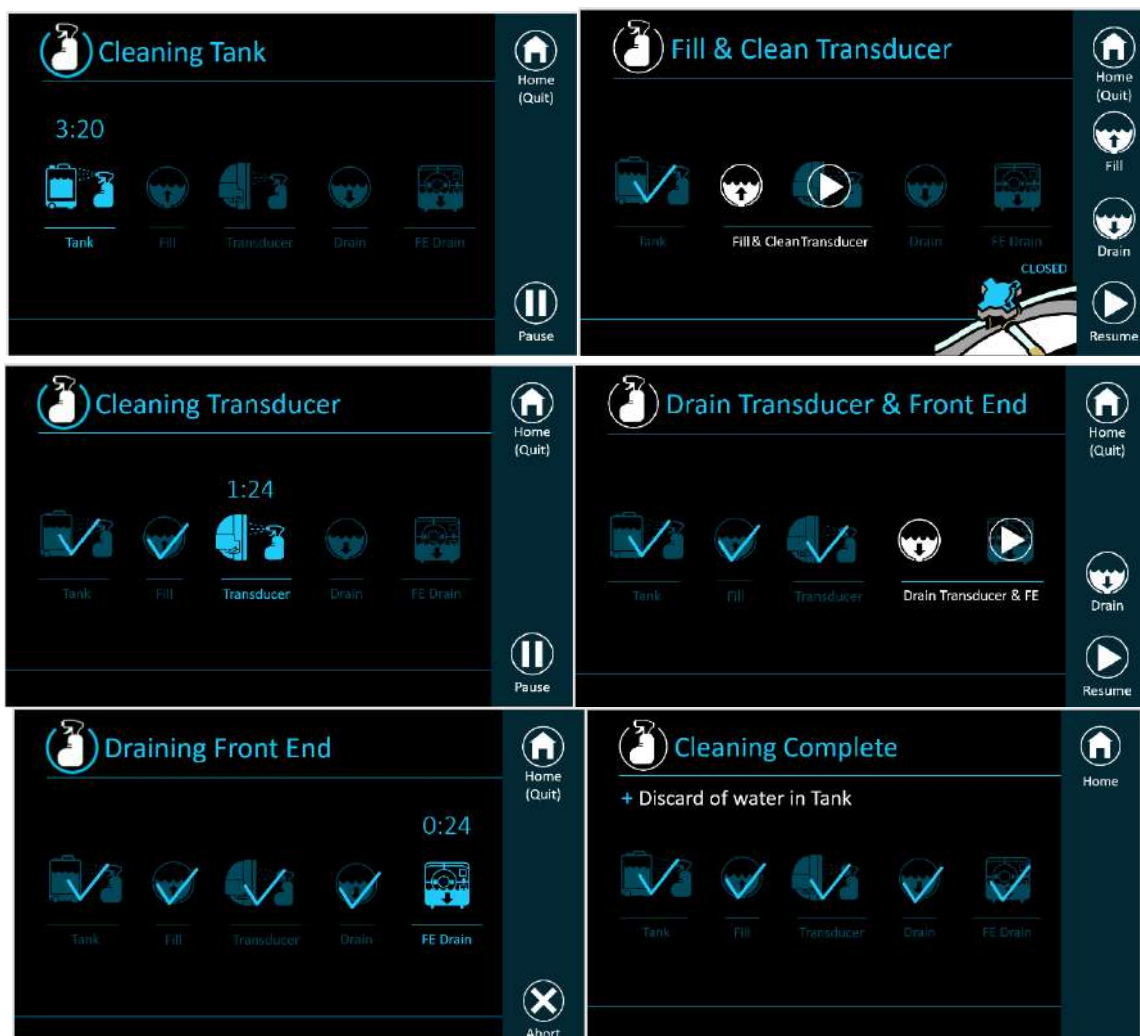 Cleaning Tank
Home
(Quit)
3:20
Tank
Fill
Transducer
Drain
FE Drain
Pause
Fill & Clean Transducer
Home
(Quit)
Fill
Drain
Tank
Fill & Clean Transducer
Drain
FE Drain
CLOSED
Resume
Cleaning Transducer
Home
(Quit)
1:24
Tank
Fill
Transducer
Drain
FE Drain
Pause
Drain Transducer & Front End
Home
(Quit)
Tank
Fill
Transducer
Drain Transducer & FE
Drain
Resume
Draining Front End
Home
(Quit)
0:24
Tank
Fill
Transducer
Drain
FE Drain
Abort
Cleaning Complete
Home
+ Discard of water in Tank
Tank
Fill
Transducer
Drain
FE Drain